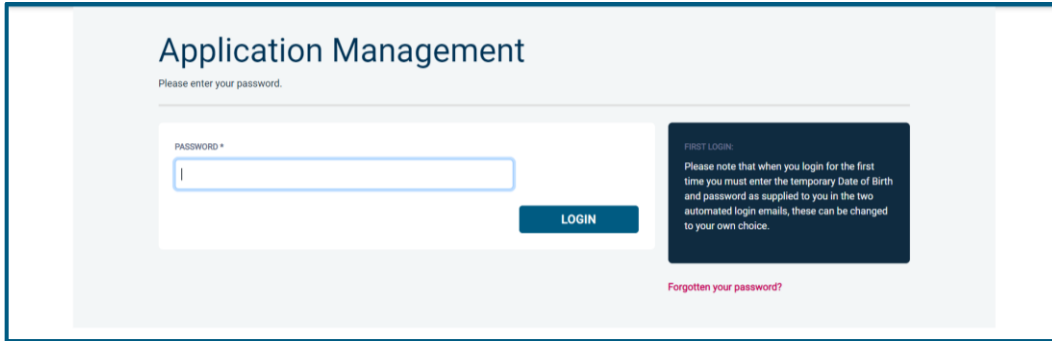 Application Management
Please enter your password.
PASSWORD *
LOGIN
FIRST LOGIN:
Please note that when you login for the first
time you must enter the temporary Date of Birth
and password as supplied to you in the two
automated login emails, these can be changed
to your own choice.
Forgotten your password?